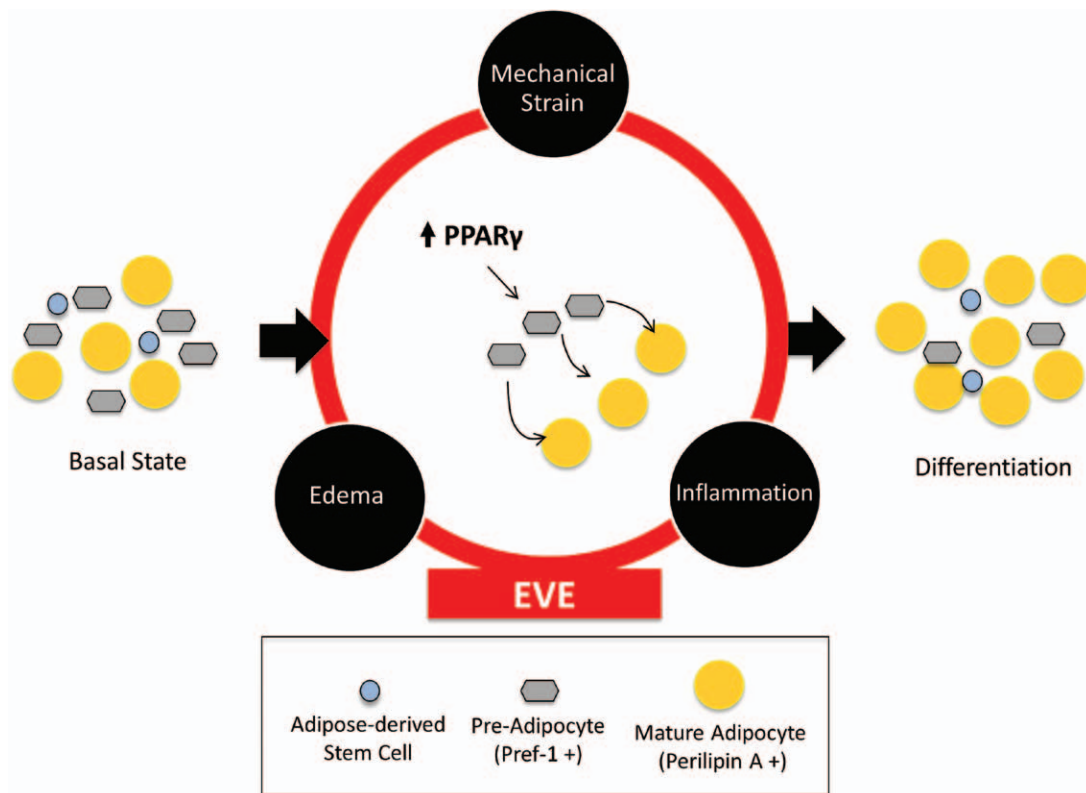 Mechanical
Strain
PPARγ
Basal State
Differentiation
Edema
Inflammation
EVE
Adipose-derived
Stem Cell
Pre-Adipocyte
(Pref-1 +)
Mature Adipocyte
(Perilipin A +)